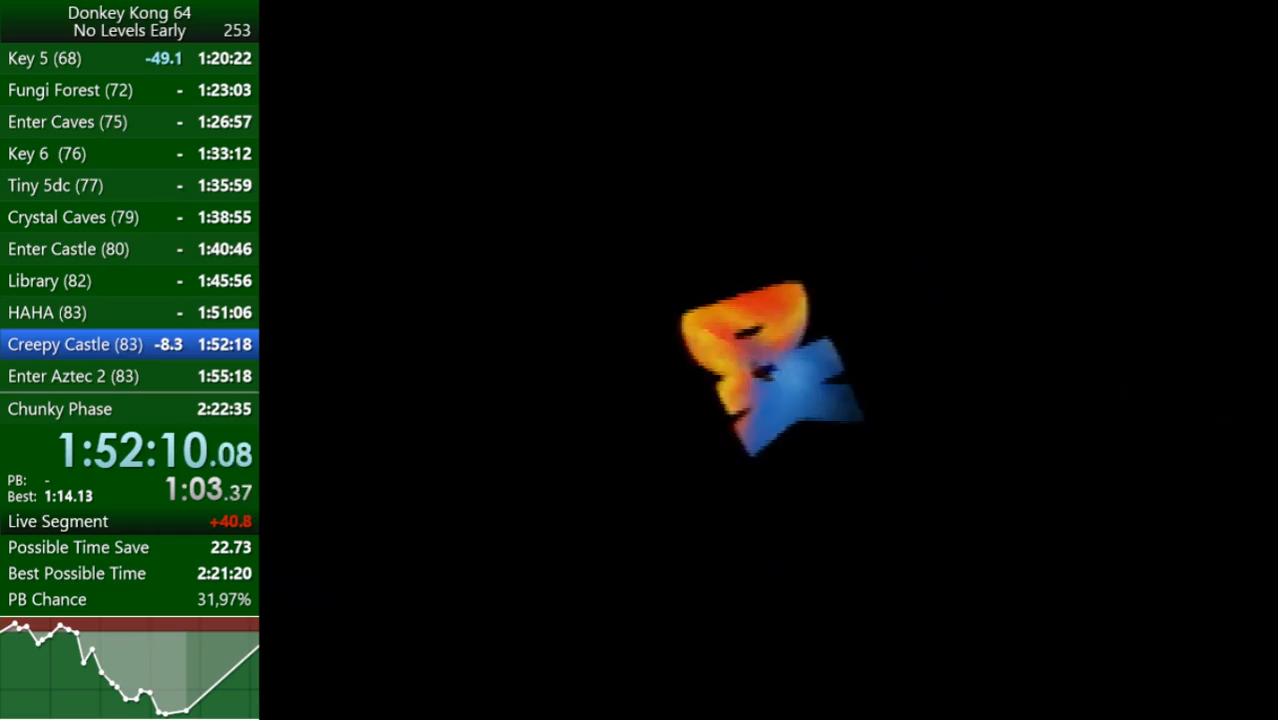 Donkey Kong 64
No Levels Early 253
Key 5 (68) -49.1 1:20:22
Fungi Forest (72) - 1:23:03
Enter Caves (75) - 1:26:57
Key 6 (76) - 1:33:12
Tiny 5dc (77) - 1:35:59
Crystal Caves (79) - 1:38:55
Enter Castle (80) - 1:40:46
Library (82) - 1:45:56
HAHA (83) - 1:51:06
Creepy Castle (83) -8.3 1:52:18
Enter Aztec 2 (83) 1:55:18
Chunky Phase 2:22:35
1:52:10.08
PB: -
Best: 1:14.13 1:03.37
Live Segment +40.8
Possible Time Save 22.73
Best Possible Time 2:21:20
PB Chance 31,97%